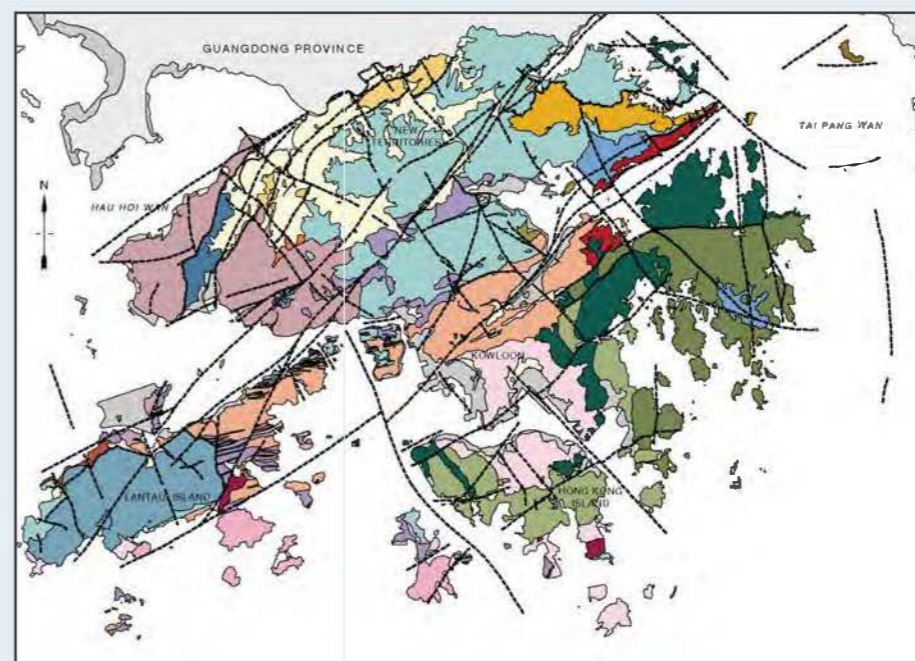 GUANGDONG PROVINCE
TAI PANG WAN
NEW
TERRITORIES
N
HAU HOI WAN
KOWLOON
LANTAU ISLAND
HONG KONG
ISLAND